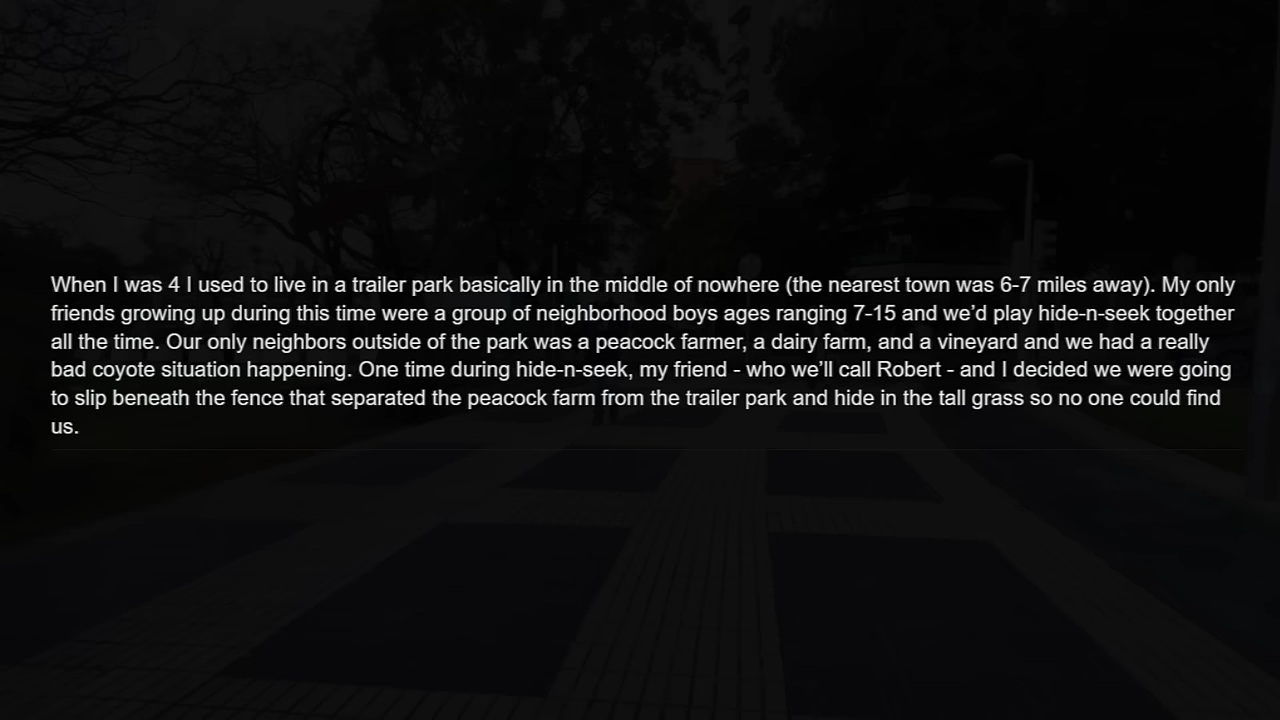 When I was 4 I used to live in a trailer park basically in the middle of nowhere (the nearest town was 6-7 miles away). My only
friends growing up during this time were a group of neighborhood boys ages ranging 7-15 and we’d play hide-n-seek together
all the time. Our only neighbors outside of the park was a peacock farmer, a dairy farm, and a vineyard and we had a really
bad coyote situation happening. One time during hide-n-seek, my friend - who we’ll call Robert - and I decided we were going
to slip beneath the fence that separated the peacock farm from the trailer park and hide in the tall grass so no one could find
us.